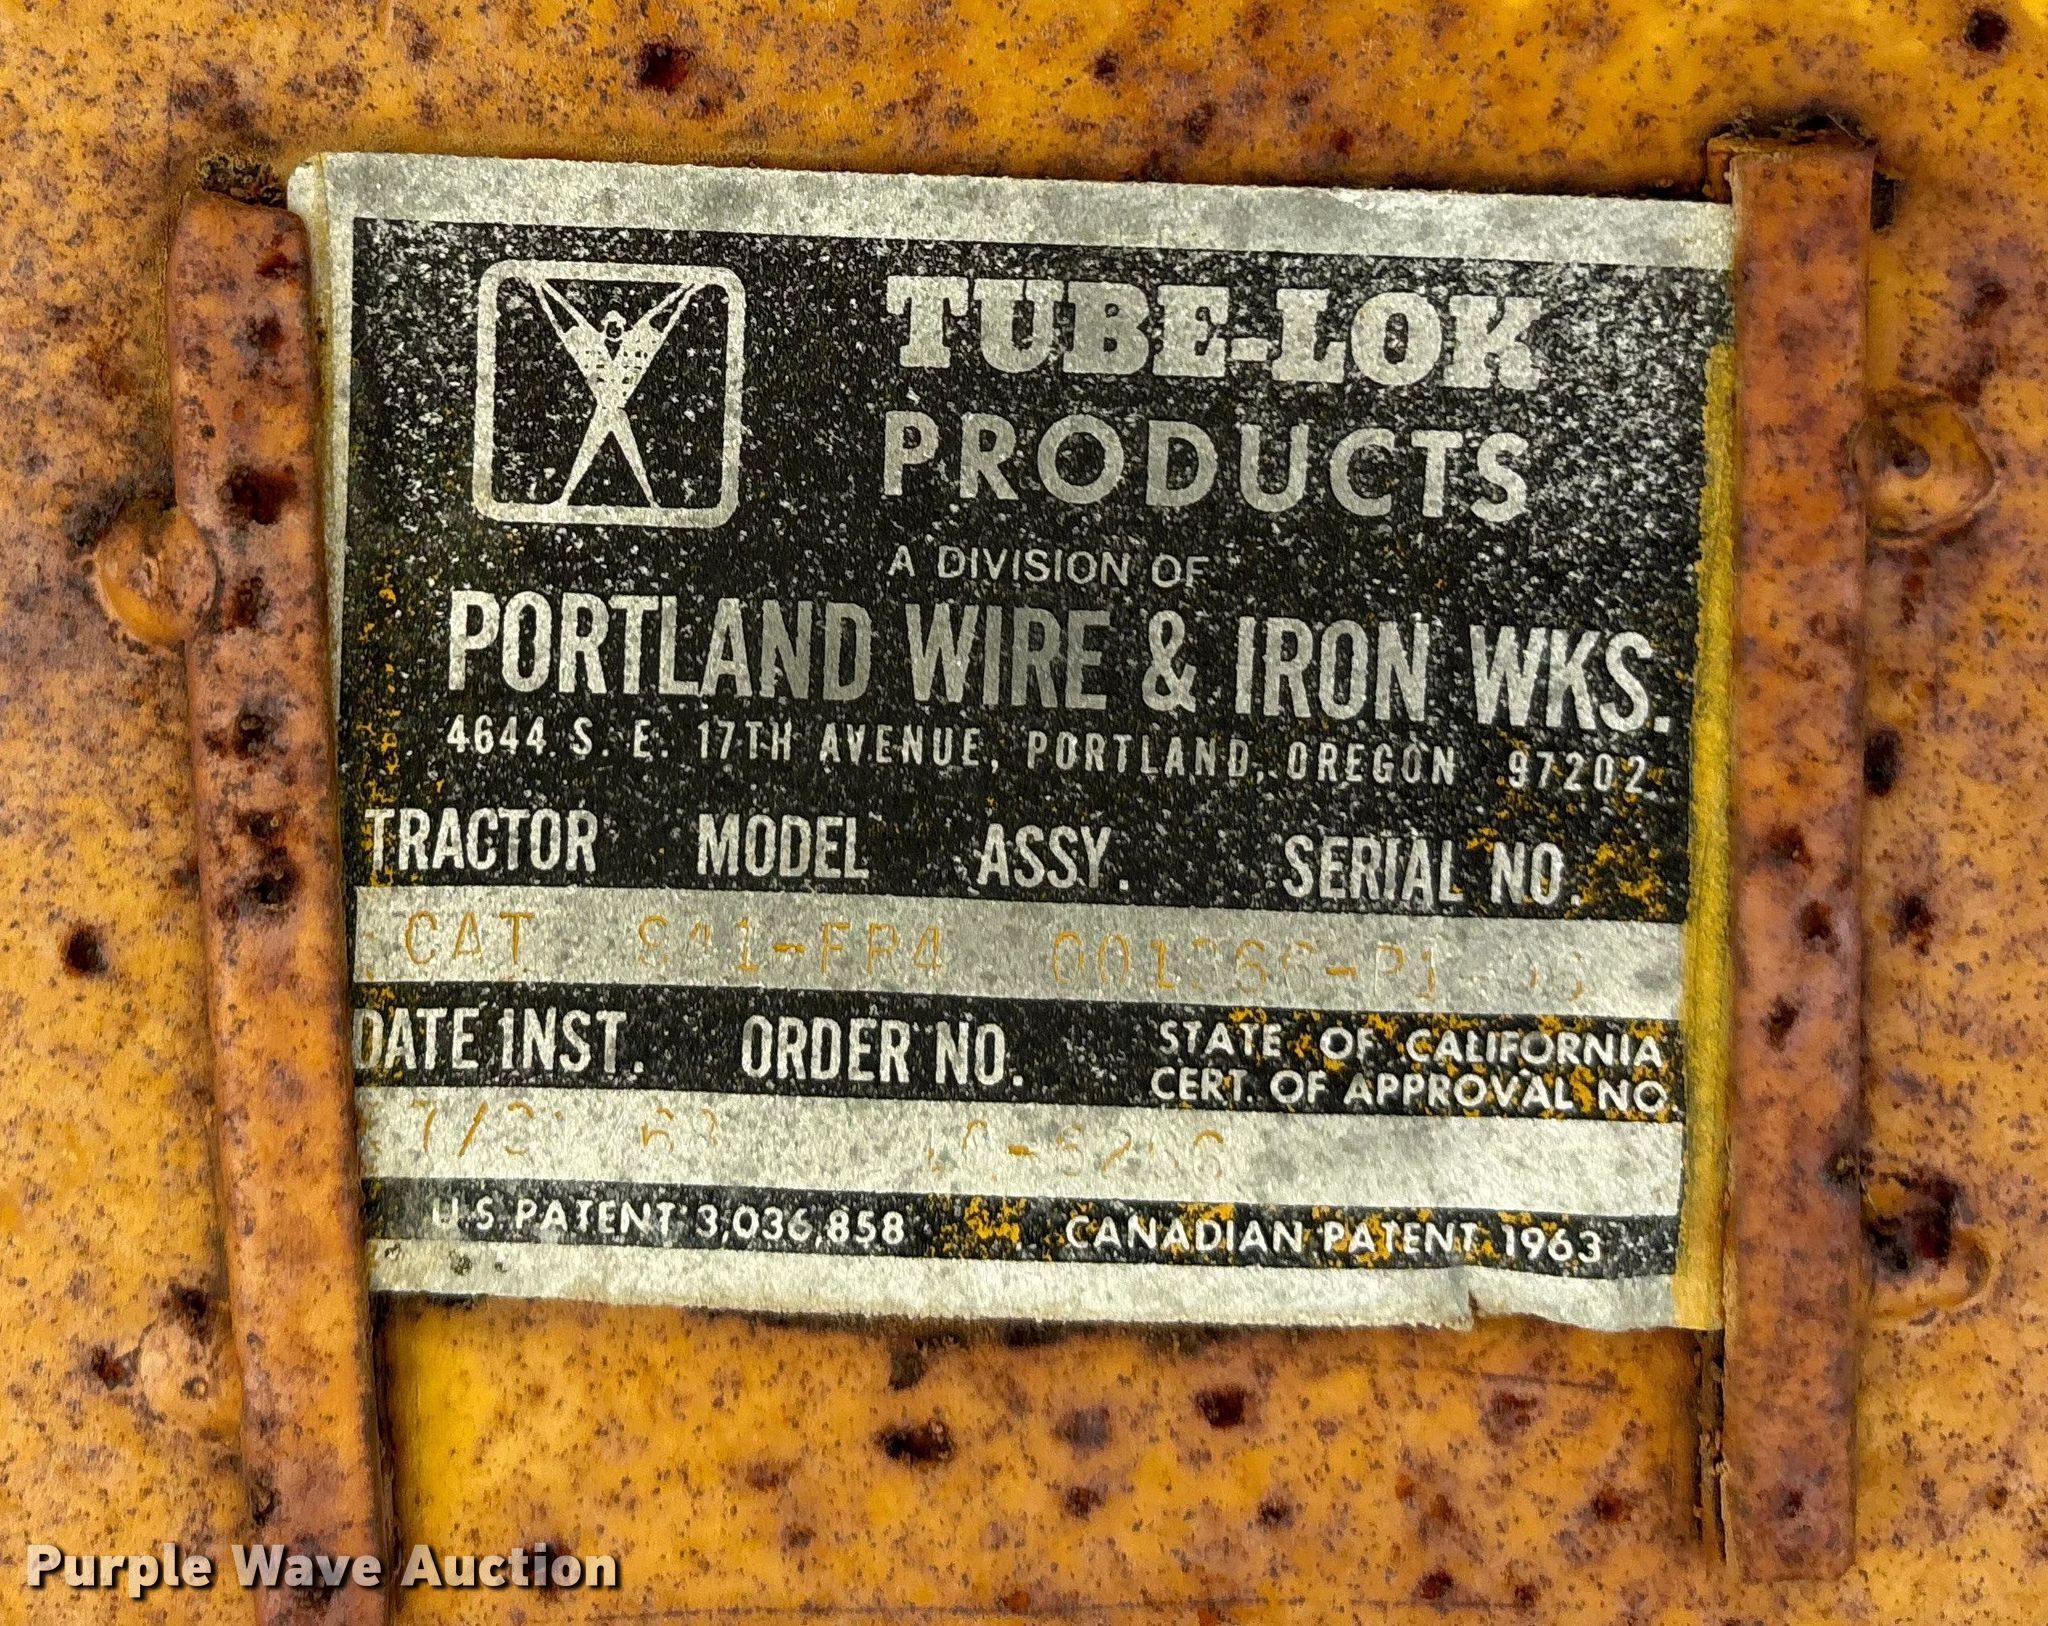 TUBE-LOK
PRODUCTS
A DIVISION OF
PORTLAND WIRE & IRON WKS.
4644 S. E. 17TH AVENUE, PORTLAND, OREGON 97202
TRACTOR MODEL ASSY. SERIAL NO.
CAT
DATE INST. ORDER NO. STATE OF CALIFORNIA
CERT. OF APPROVAL NO.
U.S. PATENT 3,036,858 CANADIAN PATENT 1963
Purple Wave Auction